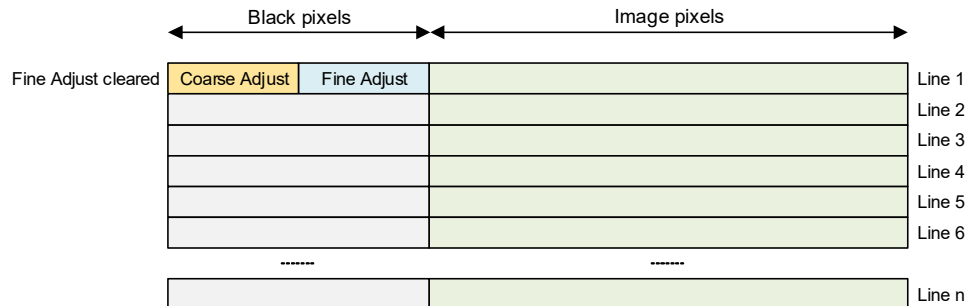 Black pixels Image pixels
Fine Adjust cleared Coarse Adjust Fine Adjust Line 1
Line 2
Line 3
Line 4
Line 5
Line 6
....... .......
Line n